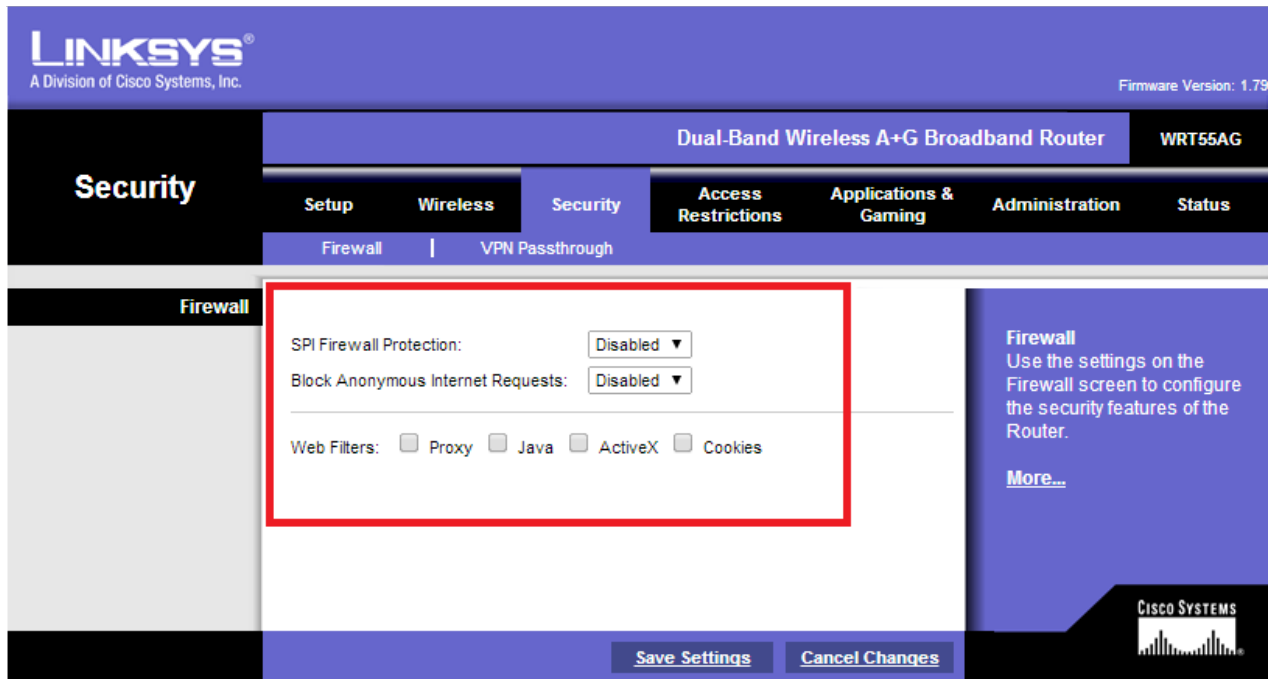 LINKSYS®
A Division of Cisco Systems, Inc.
Firmware Version: 1.79
Dual-Band Wireless A+G Broadband Router WRT55AG
Security
Setup Wireless Security Access Restrictions Applications & Gaming Administration Status
Firewall | VPN Passthrough
Firewall
SPI Firewall Protection: Disabled ▼
Block Anonymous Internet Requests: Disabled ▼
Web Filters: Proxy Java ActiveX Cookies
Firewall
Use the settings on the
Firewall screen to configure
the security features of the
Router.
More...
CISCO SYSTEMS
Save Settings Cancel Changes